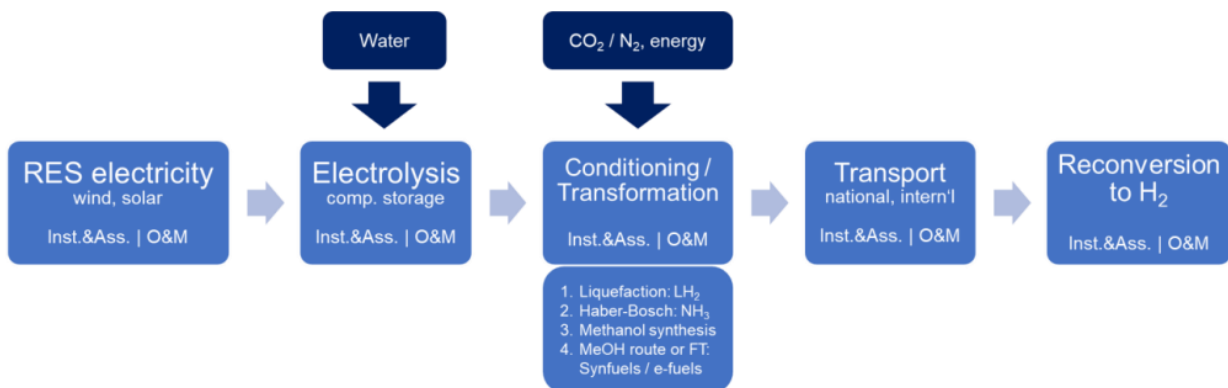 Water
CO₂ / N₂, energy
RES electricity
wind, solar
Inst.&Ass. | O&M
Electrolysis
comp. storage
Inst.&Ass. | O&M
Conditioning /
Transformation
Inst.&Ass. | O&M
1. Liquefaction: LH₂
2. Haber-Bosch: NH₃
3. Methanol synthesis
4. MeOH route or FT:
Synfuels / e-fuels
Transport
national, intern'l
Inst.&Ass. | O&M
Reconversion
to H₂
Inst.&Ass. | O&M